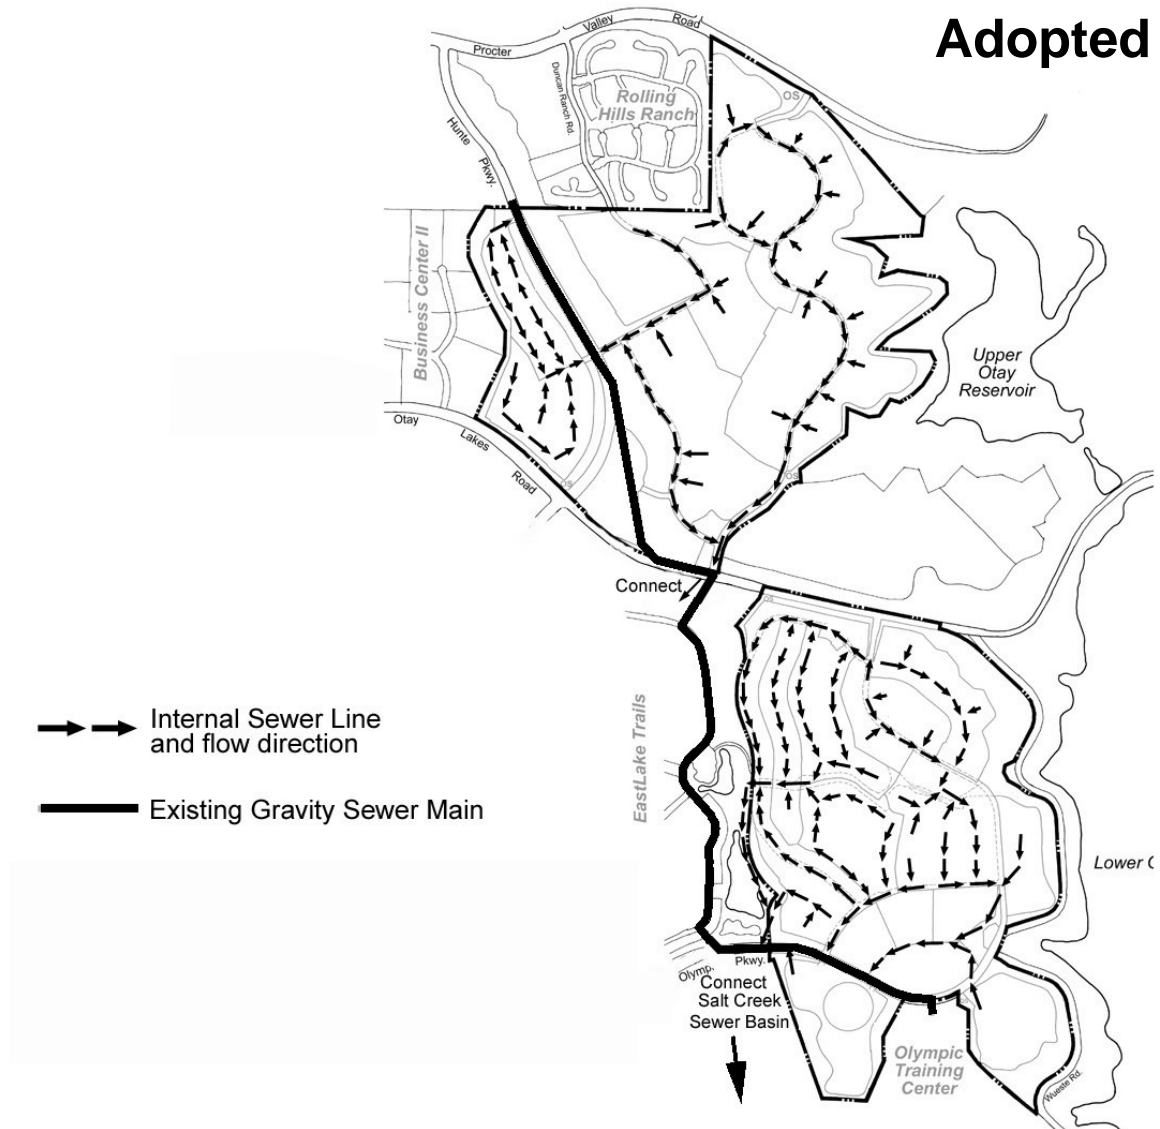 Adopted
Procter
Valley
Road
Duncan Ranch Rd.
Rolling
Hills Ranch
OS
Hunte
Pkwy.
Business Center II
Upper
Otay
Reservoir
Otay
Lakes
Road
OS
OS
Connect
OS
Internal Sewer Line
and flow direction
EastLake Trails
Existing Gravity Sewer Main
Lower
Olymp.
Pkwy.
Connect
Salt Creek
Sewer Basin
Olympic
Training
Center
Wueste Rd.